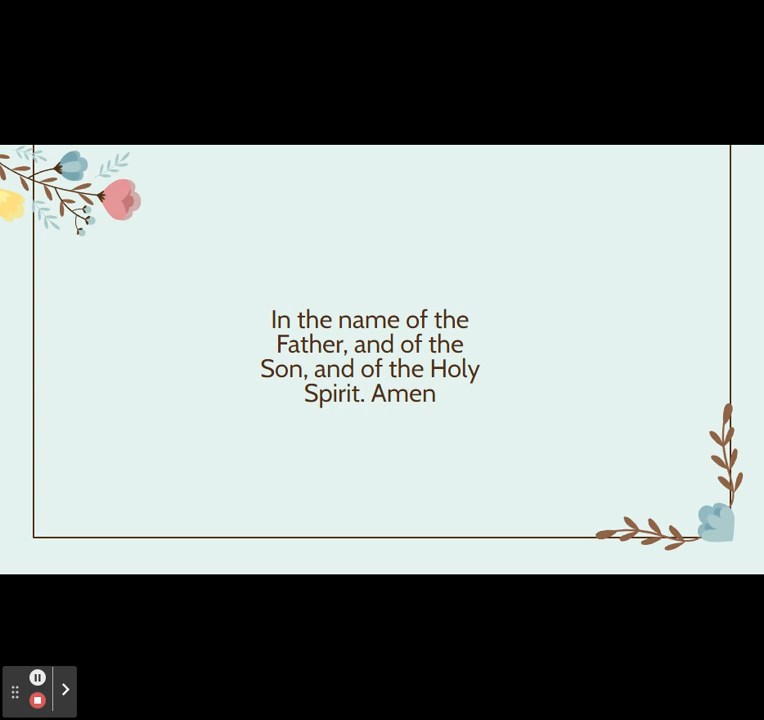 In the name of the
Father, and of the
Son, and of the Holy
Spirit. Amen